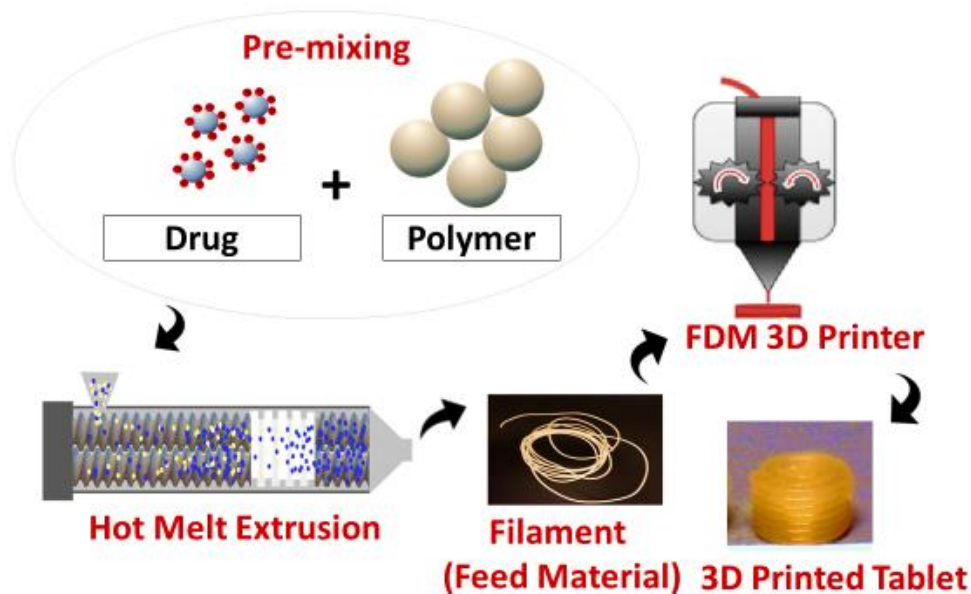 Pre-mixing
+
Drug
Polymer
FDM 3D Printer
Hot Melt Extrusion
Filament
(Feed Material)
3D Printed Tablet